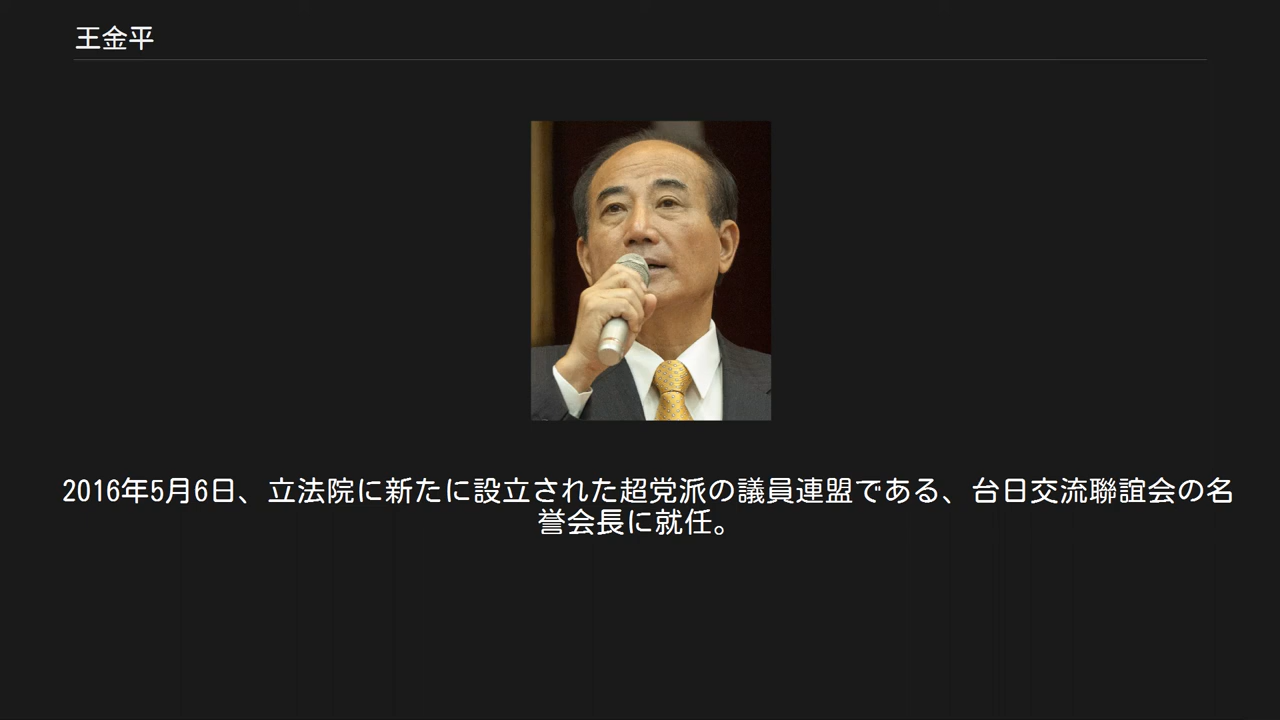 王金平
2016年5月6日、立法院に新たに設立された超党派の議員連盟である、台日交流聯誼会の名
誉会長に就任。